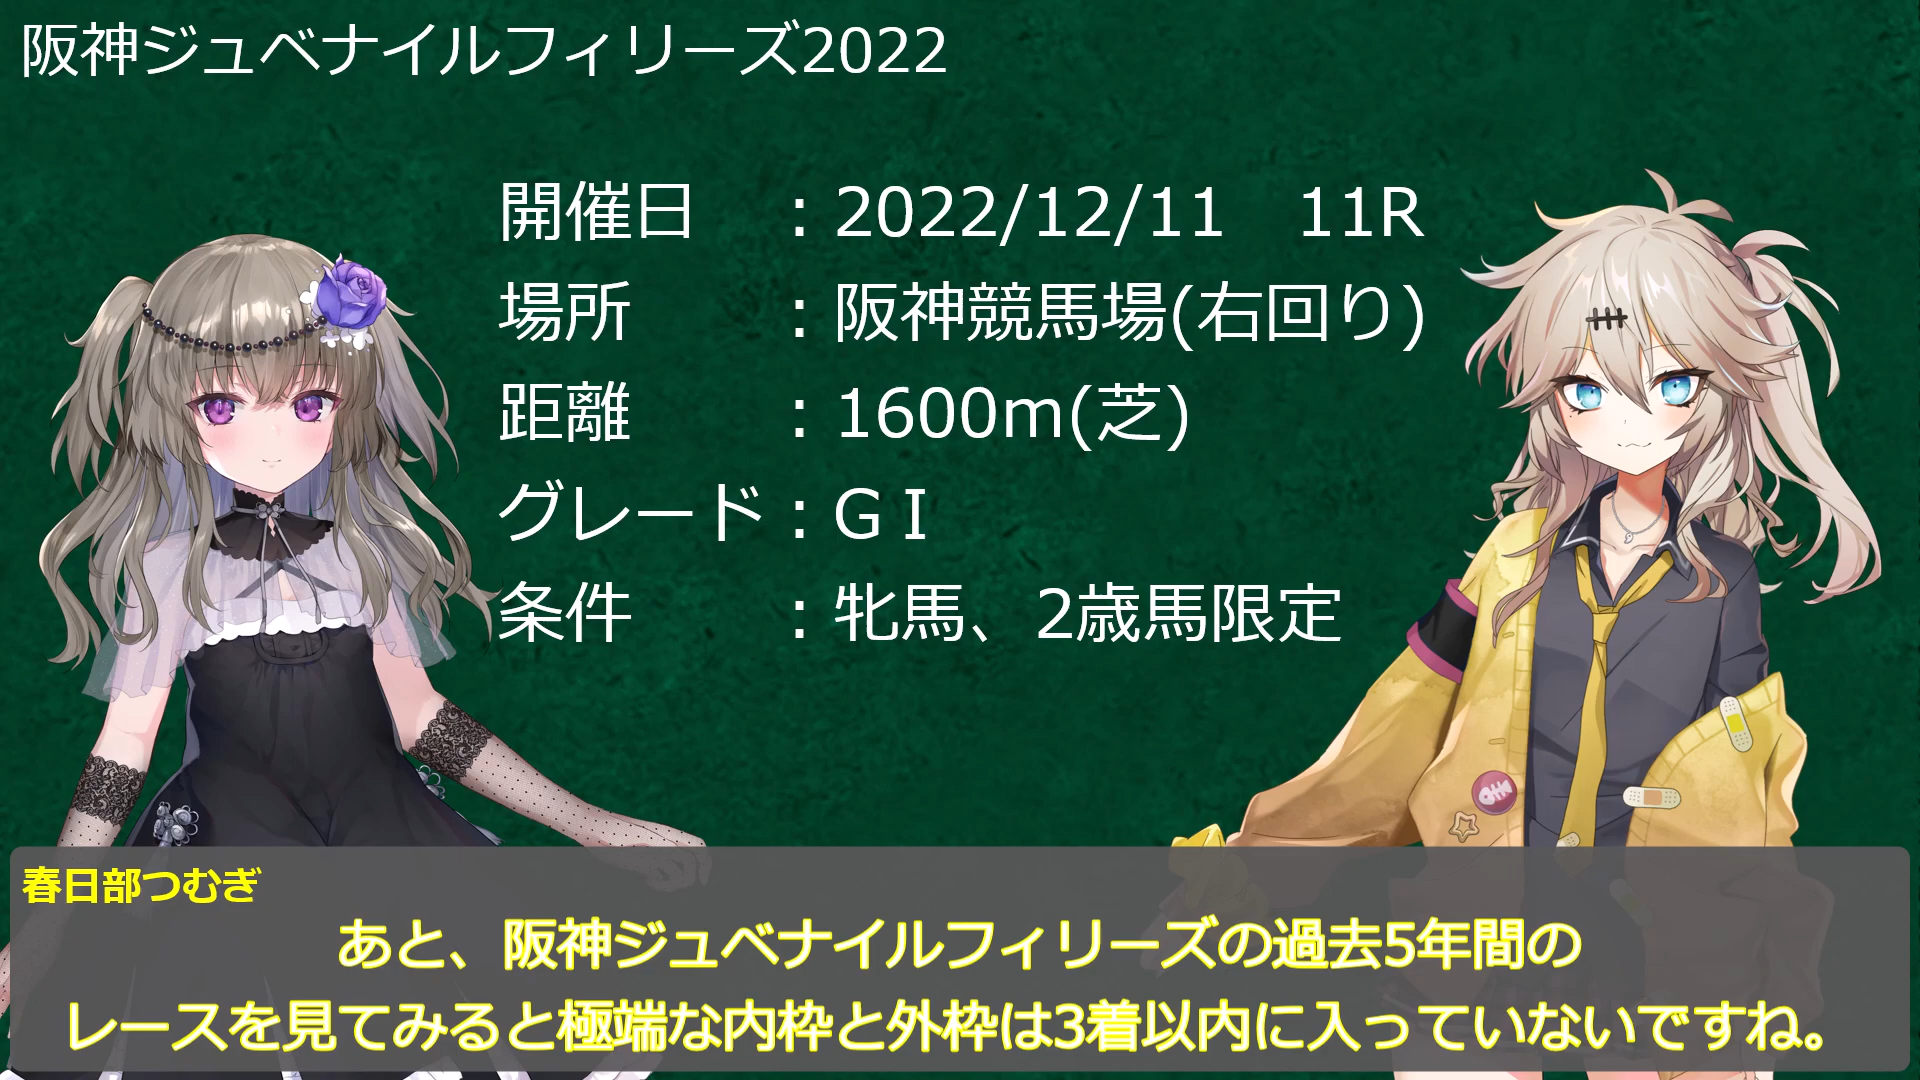 阪神ジュベナイルフィリーズ2022
開催日　：2022/12/11　11R
場所　　：阪神競馬場(右回り)
距離　　：1600m(芝)
グレード：GⅠ
条件　　：牝馬、2歳馬限定
春日部つむぎ
あと、阪神ジュベナイルフィリーズの過去5年間の
レースを見てみると極端な内枠と外枠は3着以内に入っていないですね。